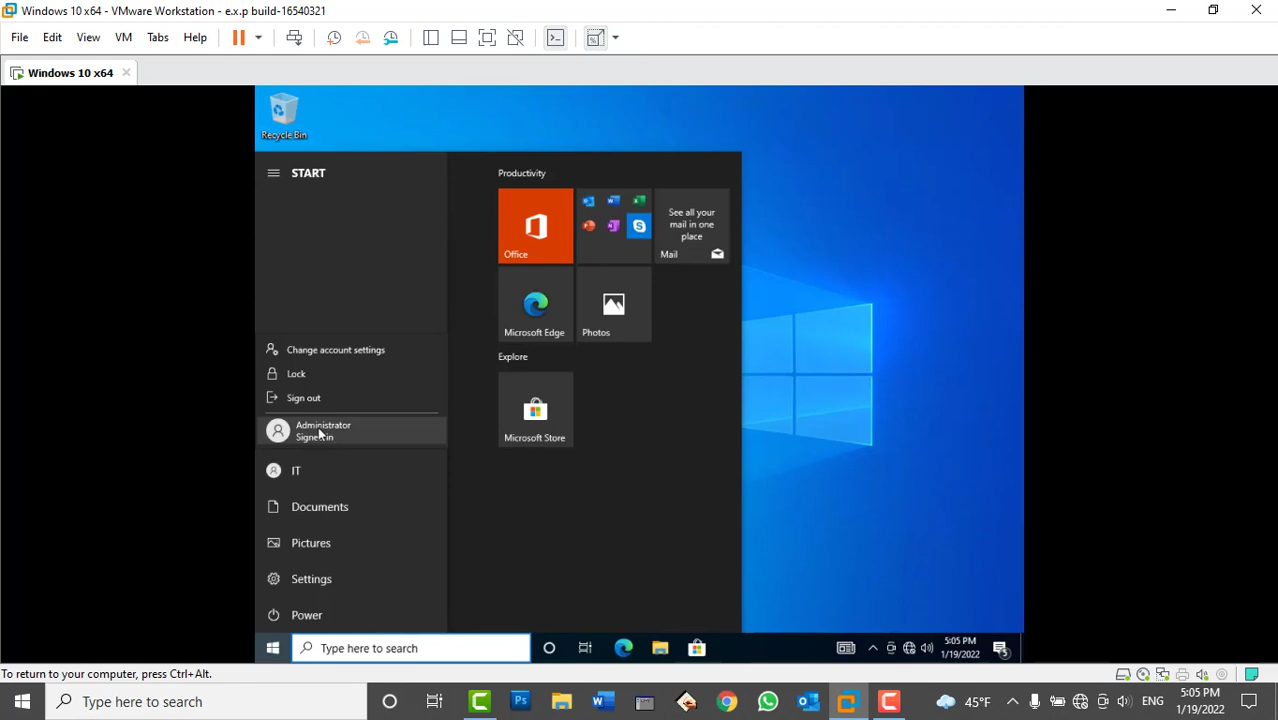 Windows 10 x64 - VMware Workstation - e.x.p build-16540321
File Edit View VM Tabs Help
Windows 10 x64
Recycle Bin
START
Productivity
Office
See all your
mail in one
place
Mail
Microsoft Edge
Photos
Explore
Microsoft Store
Change account settings
Lock
Sign out
Administrator
Signed in
IT
Documents
Pictures
Settings
Power
Type here to search
5:05 PM
1/19/2022
5
To return to your computer, press Ctrl+Alt.
Type here to search
45°F
ENG
5:05 PM
1/19/2022